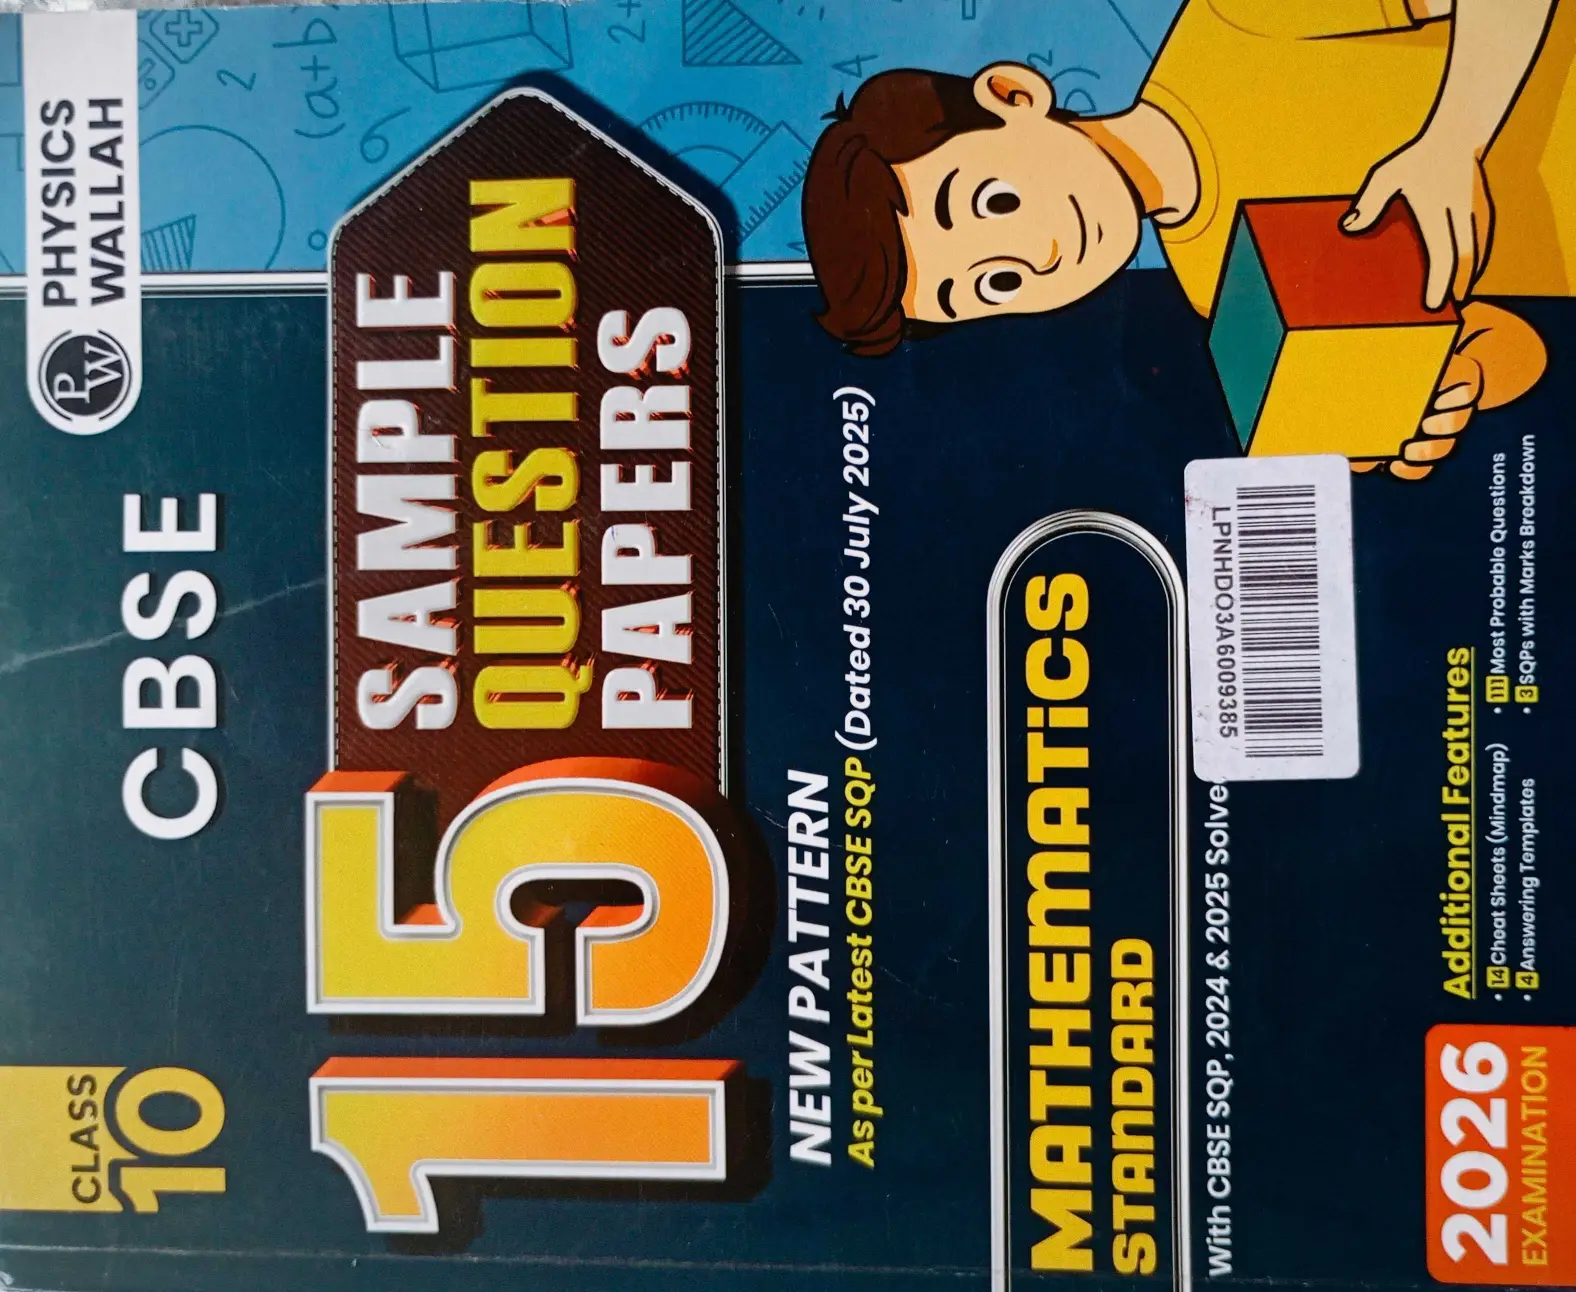 CLASS
10
CBSE
PW
PHYSICS
WALLAH
15
SAMPLE
QUESTION
PAPERS
NEW PATTERN
As per Latest CBSE SQP (Dated 30 July 2025)
MATHEMATICS
STANDARD
With CBSE SQP, 2024 & 2025 Solve
LPNHDO3A6009385
2026
EXAMINATION
Additional Features
• 14 Cheat Sheets (Mindmap) • 111 Most Probable Questions
• 4 Answering Templates • 3 SQPs with Marks Breakdown
(a+b)
2